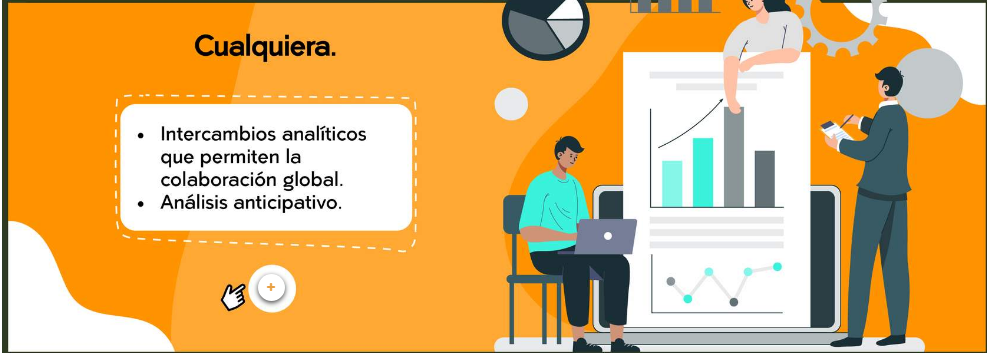 Cualquiera.
• Intercambios analíticos
que permiten la
colaboración global.
• Análisis anticipativo.
+